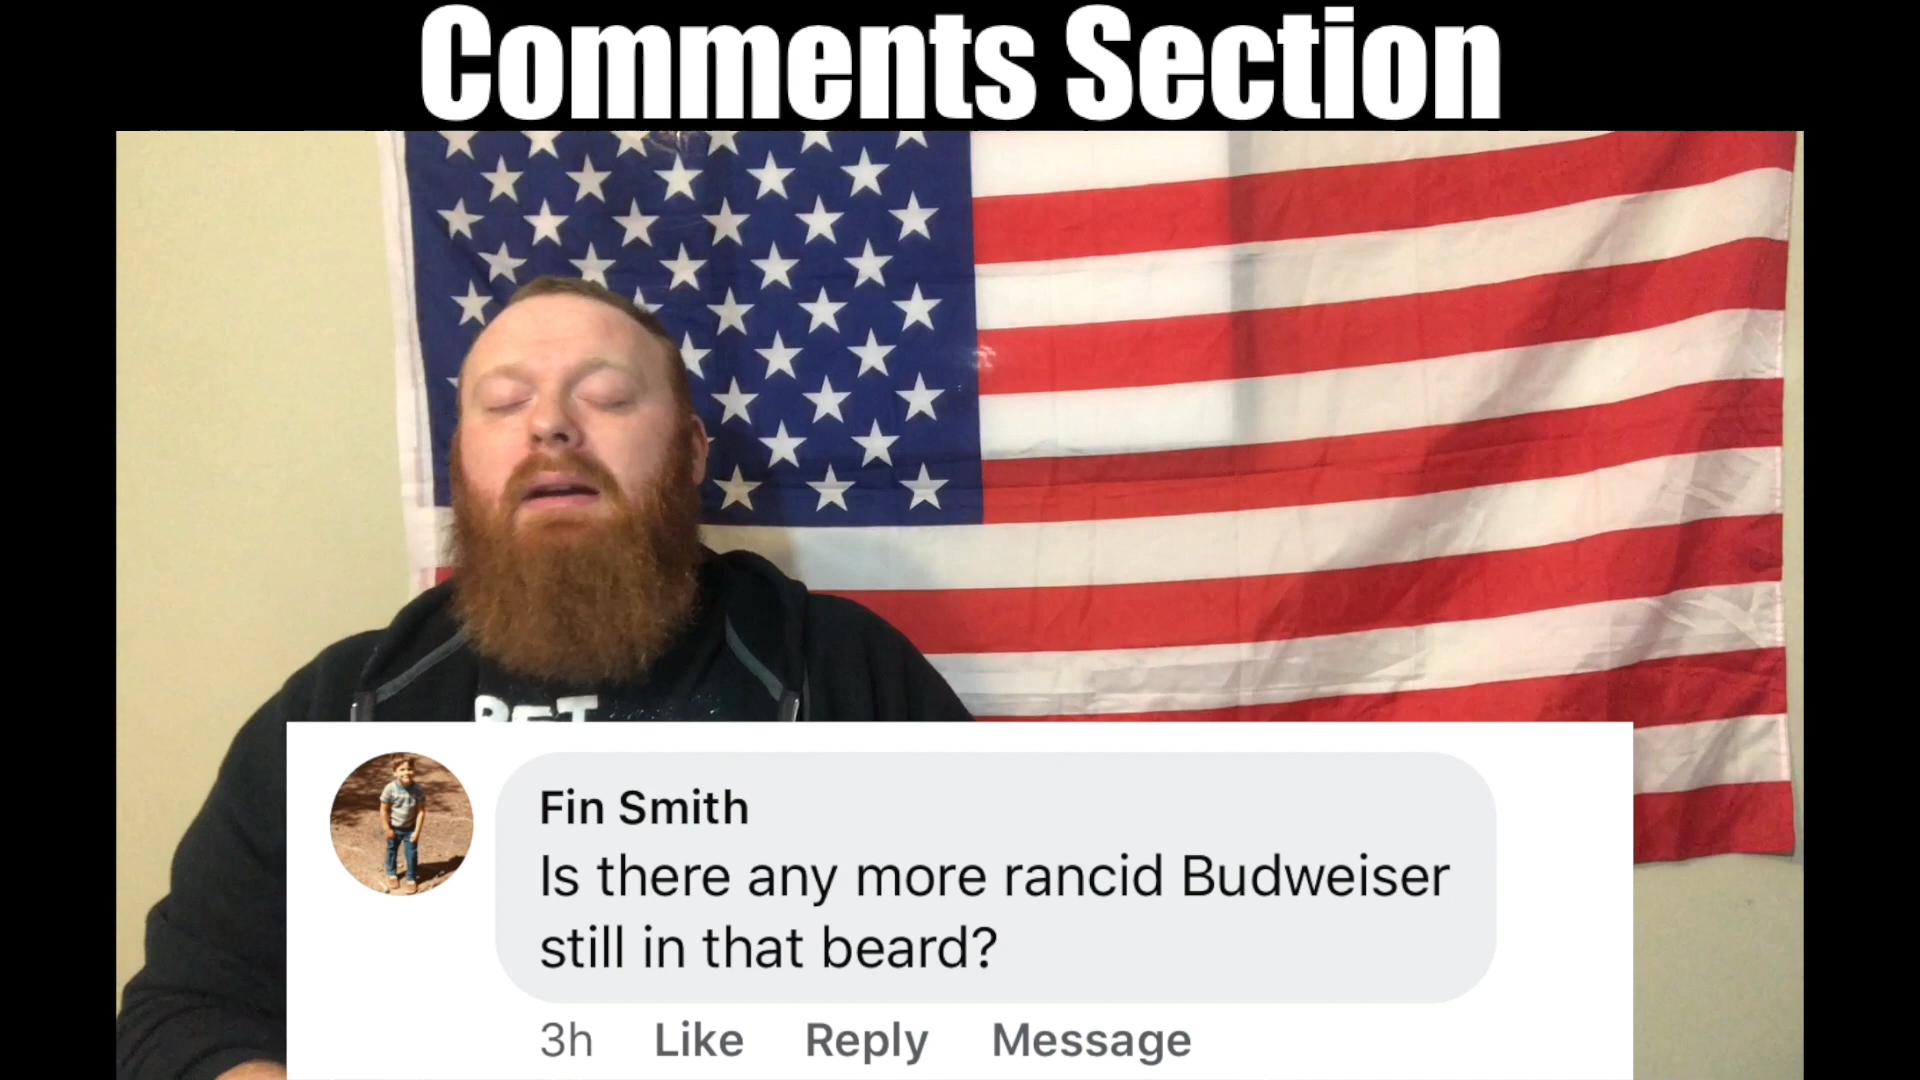 Comments Section
Fin Smith
Is there any more rancid Budweiser
still in that beard?
3h Like Reply Message